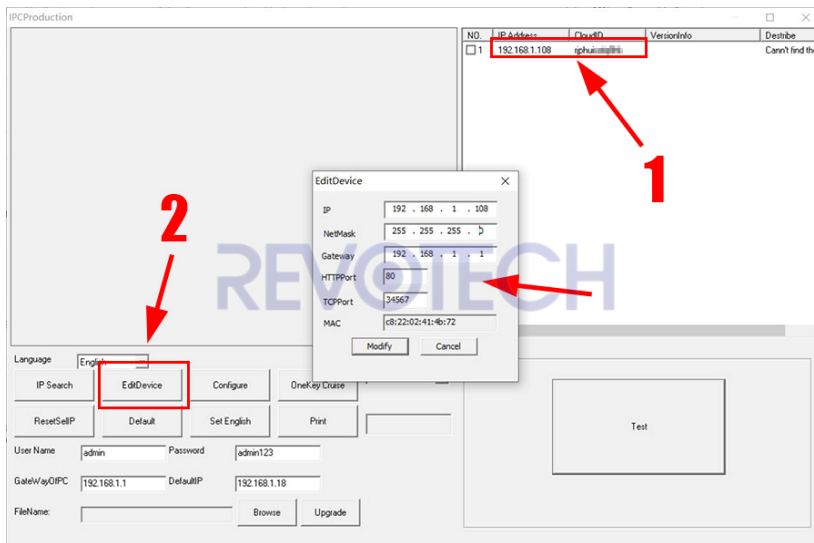 IPCProduction
NO. IP Address CloudID VersionInfo Destribe
1 192.168.1.108 Cann't find the
1
2
EditDevice
IP 192 . 168 . 1 . 108
NetMask 255 . 255 . 255 .
Gateway 192 . 168 . 1 . 1
HTTPPort 80
TCPPort 34567
MAC c8:22:02:41:4b:72
Modify Cancel
REVOTECH
Language English
IP Search EditDevice Configure OneKey Cruise
ResetSelIP Default Set English Print
Test
User Name admin Password admin123
GateWayOfPC 192.168.1.1 DefaultIP 192.168.1.18
FileName: Browse Upgrade